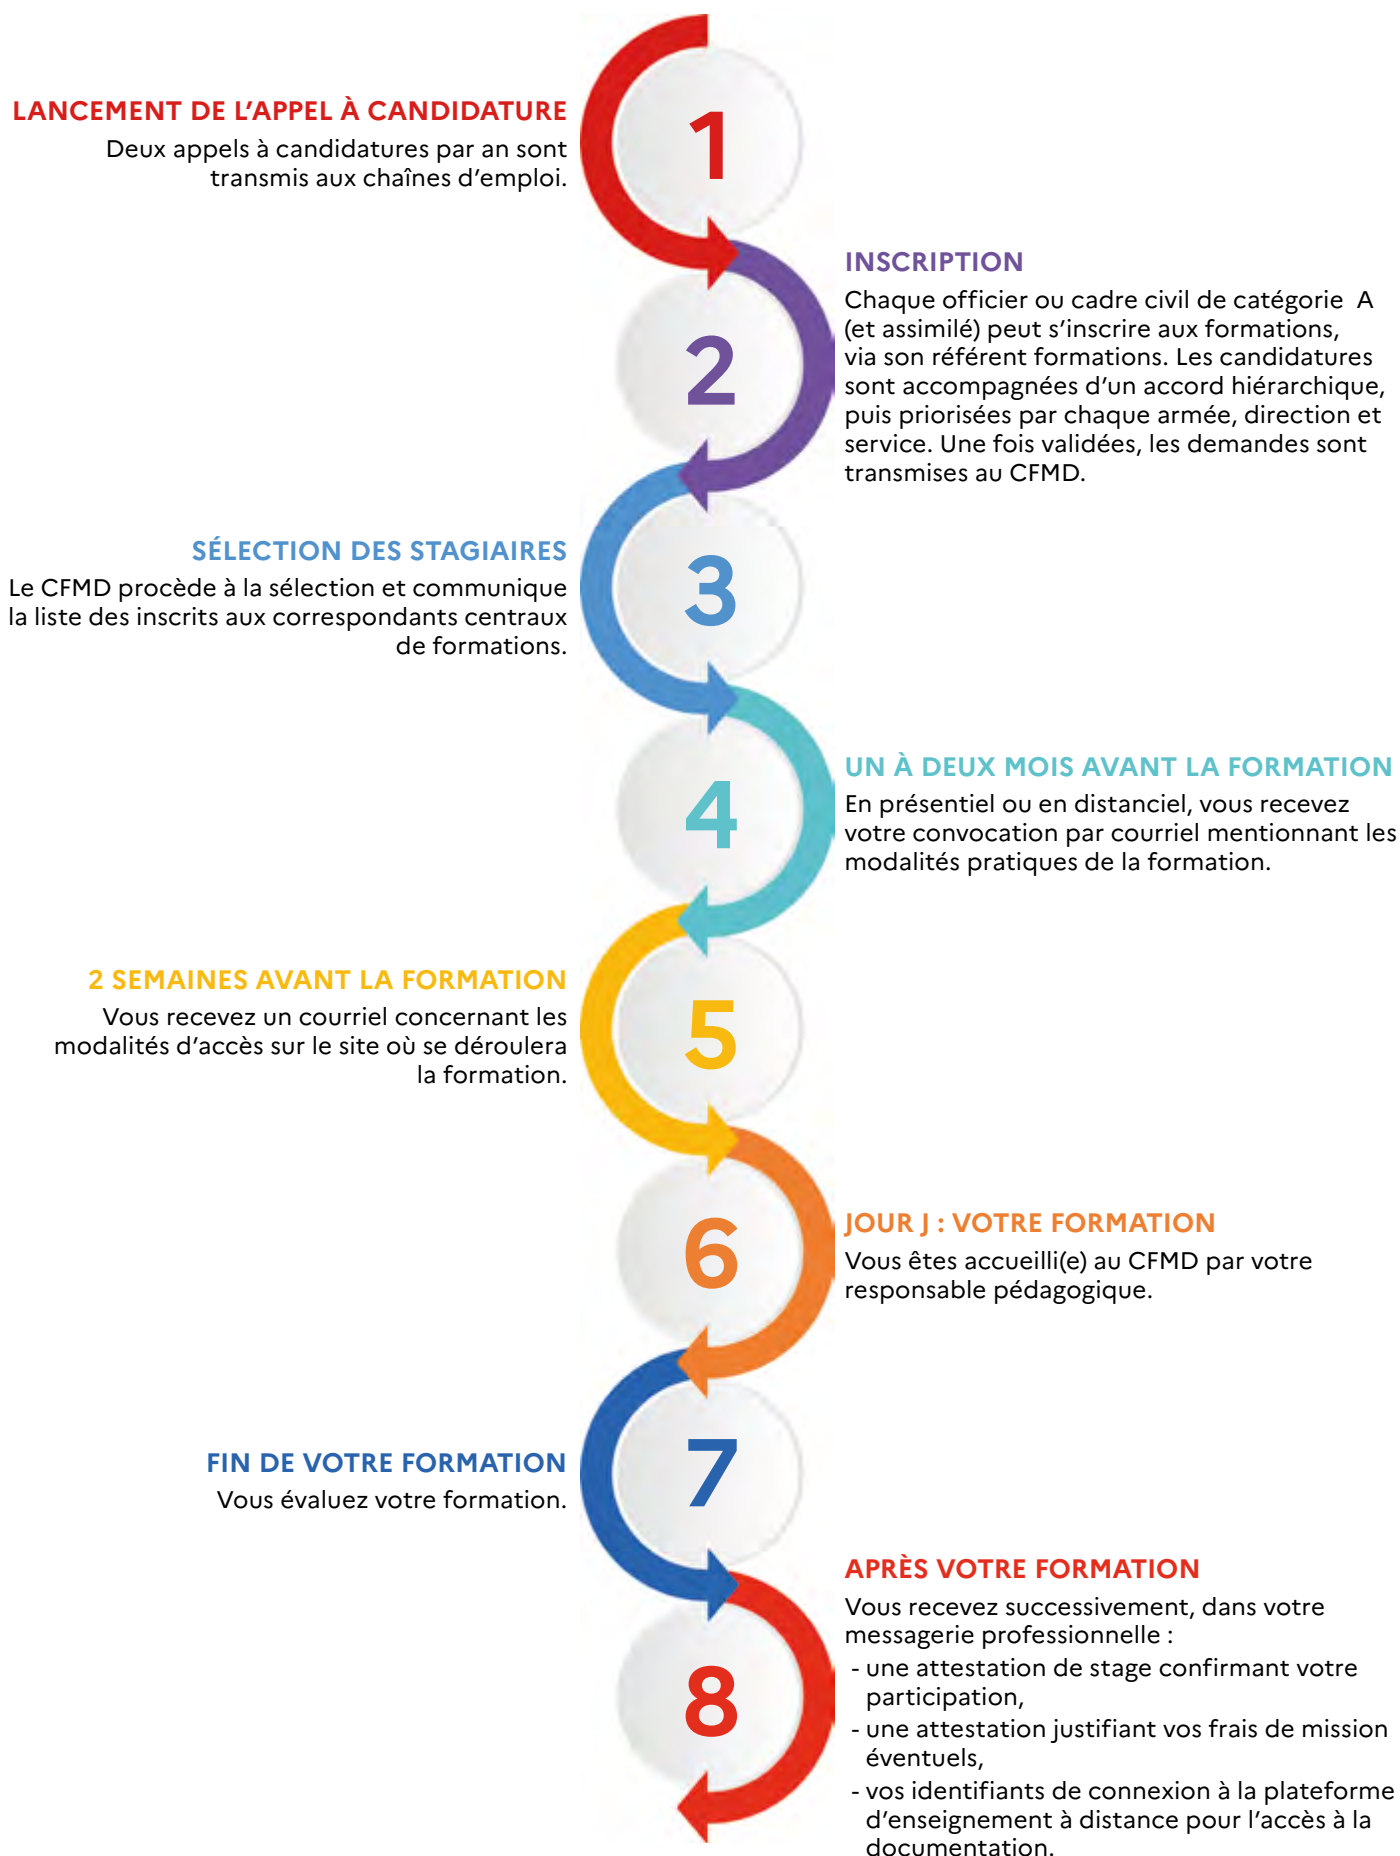 1
LANCEMENT DE L’APPEL À CANDIDATURE
Deux appels à candidatures par an sont
transmis aux chaînes d’emploi.
2
INSCRIPTION
Chaque officier ou cadre civil de catégorie A
(et assimilé) peut s’inscrire aux formations,
via son référent formations. Les candidatures
sont accompagnées d’un accord hiérarchique,
puis priorisées par chaque armée, direction et
service. Une fois validées, les demandes sont
transmises au CFMD.
3
SÉLECTION DES STAGIAIRES
Le CFMD procède à la sélection et communique
la liste des inscrits aux correspondants centraux
de formations.
4
UN À DEUX MOIS AVANT LA FORMATION
En présentiel ou en distanciel, vous recevez
votre convocation par courriel mentionnant les
modalités pratiques de la formation.
5
2 SEMAINES AVANT LA FORMATION
Vous recevez un courriel concernant les
modalités d’accès sur le site où se déroulera
la formation.
6
JOUR J : VOTRE FORMATION
Vous êtes accueilli(e) au CFMD par votre
responsable pédagogique.
7
FIN DE VOTRE FORMATION
Vous évaluez votre formation.
8
APRÈS VOTRE FORMATION
Vous recevez successivement, dans votre
messagerie professionnelle :
- une attestation de stage confirmant votre
participation,
- une attestation justifiant vos frais de mission
éventuels,
- vos identifiants de connexion à la plateforme
d’enseignement à distance pour l’accès à la
documentation.